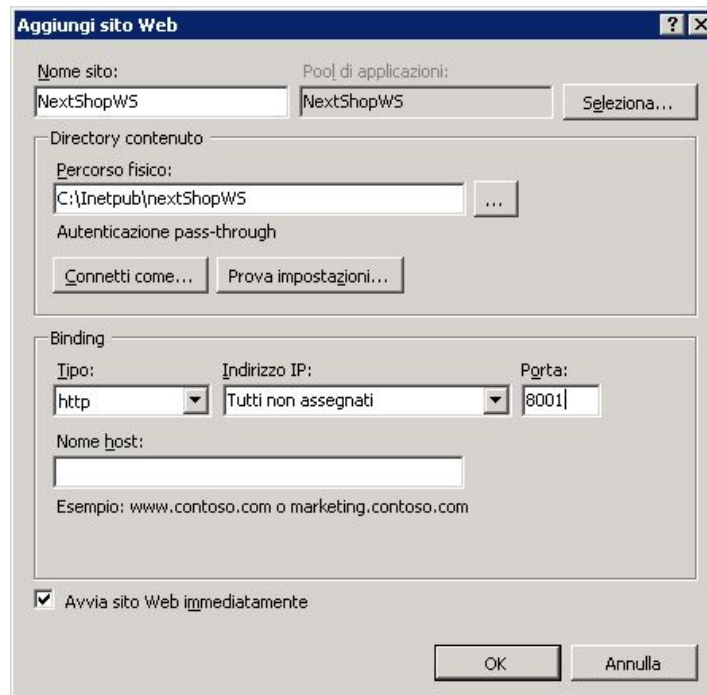 Aggiungi sito Web
Nome sito: Pool di applicazioni:
NextShopWS NextShopWS Seleziona...
Directory contenuto
Percorso fisico:
C:\Inetpub\nextShopWS ...
Autenticazione pass-through
Connetti come... Prova impostazioni...
Binding
Tipo: Indirizzo IP: Porta:
http Tutti non assegnati 8001
Nome host:
Esempio: www.contoso.com o marketing.contoso.com
Avvia sito Web immediatamente
OK Annulla